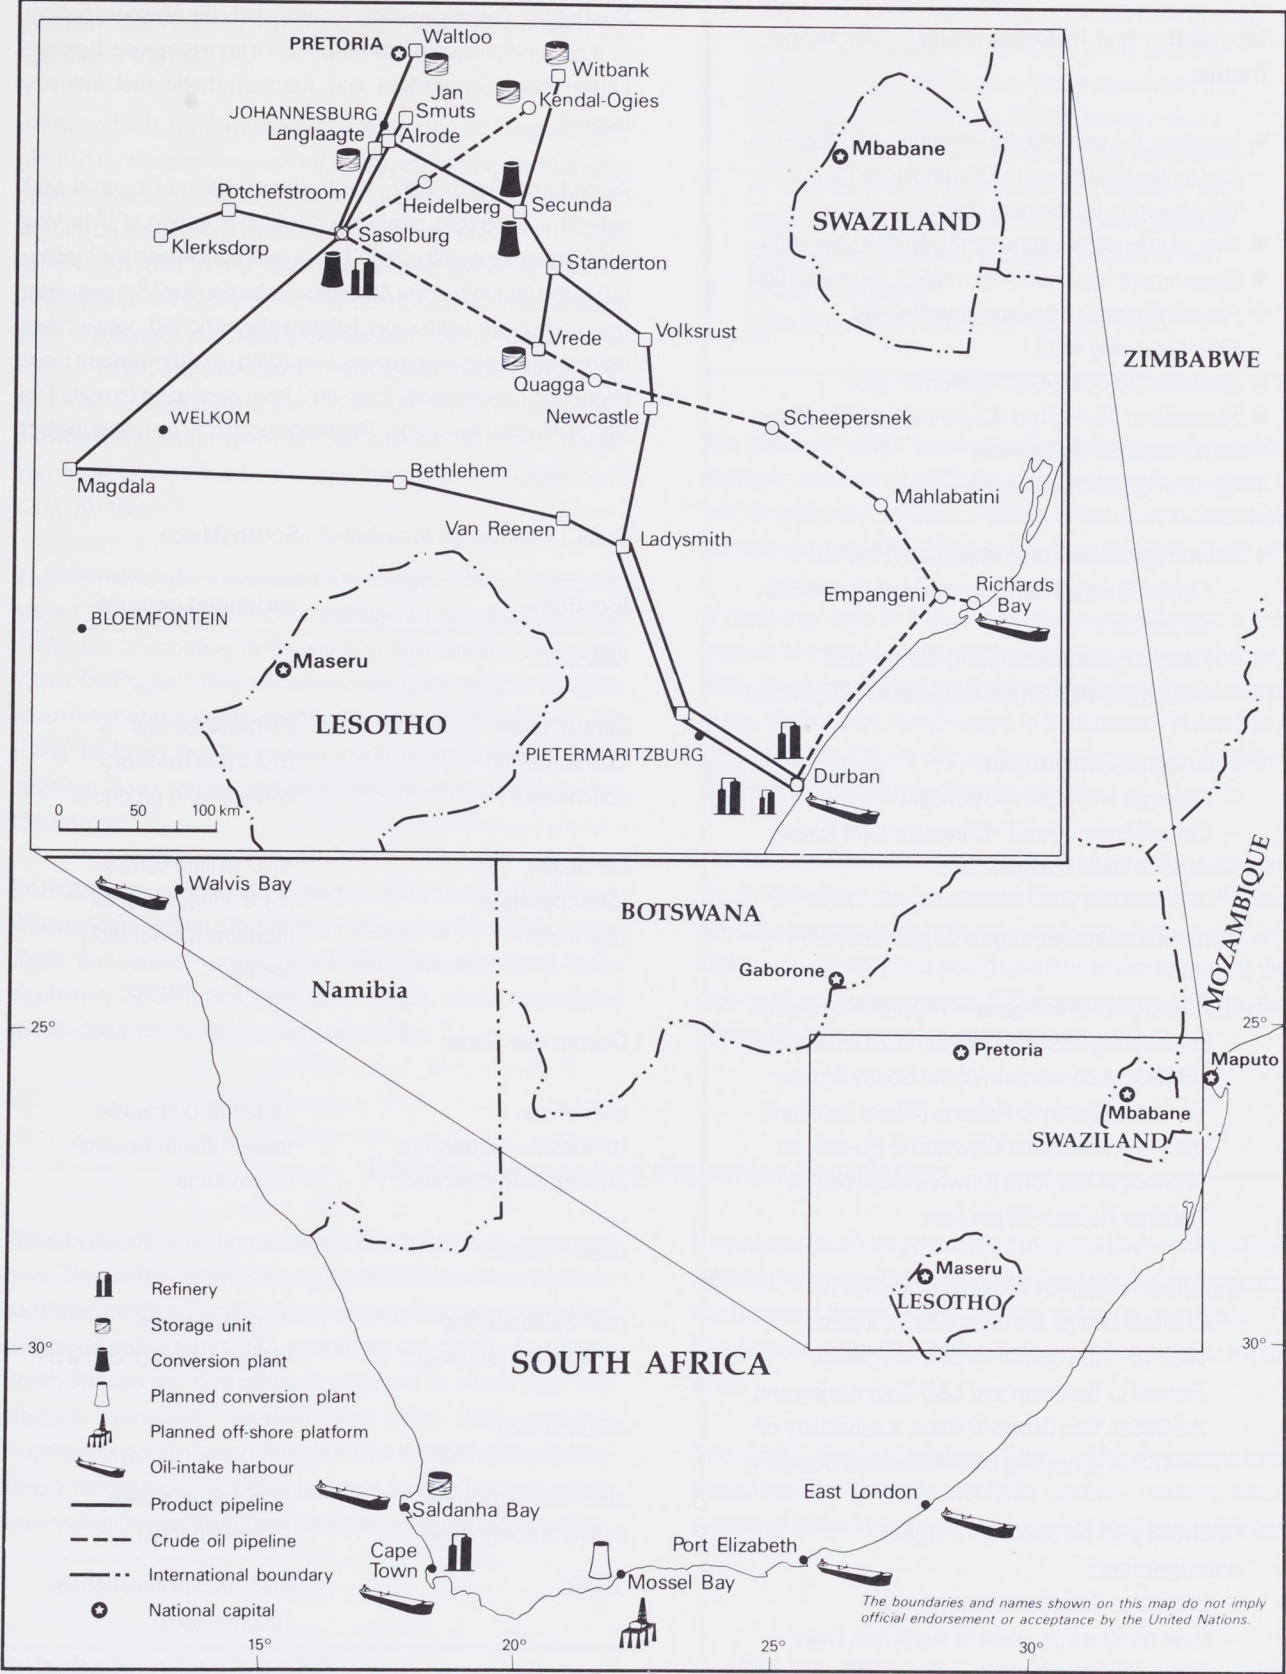 PRETORIA
Waltloo
Witbank
Jan
Smuts
Kendal-Ogies
JOHANNESBURG
Langlaagte
Alrode
Potchefstroom
Heidelberg
Secunda
Klerksdorp
Sasolburg
Standerton
Vrede
Volksrust
Quagga
Newcastle
Scheepersnek
WELKOM
Magdala
Bethlehem
Mahlabatini
Van Reenen
Ladysmith
Empangeni
Richards
Bay
BLOEMFONTEIN
Maseru
LESOTHO
PIETERMARITZBURG
Durban
0 50 100 km
Mbabane
SWAZILAND
ZIMBABWE
Walvis Bay
BOTSWANA
MOZAMBIQUE
Gaborone
Namibia
25°
25°
Pretoria
Maputo
Mbabane
SWAZILAND
Maseru
LESOTHO
30°
30°
SOUTH AFRICA
Refinery
Storage unit
Conversion plant
Planned conversion plant
Planned off-shore platform
Oil-intake harbour
Product pipeline
Crude oil pipeline
International boundary
National capital
Saldanha Bay
Cape
Town
Mossel Bay
Port Elizabeth
East London
The boundaries and names shown on this map do not imply
official endorsement or acceptance by the United Nations.
15°
20°
25°
30°